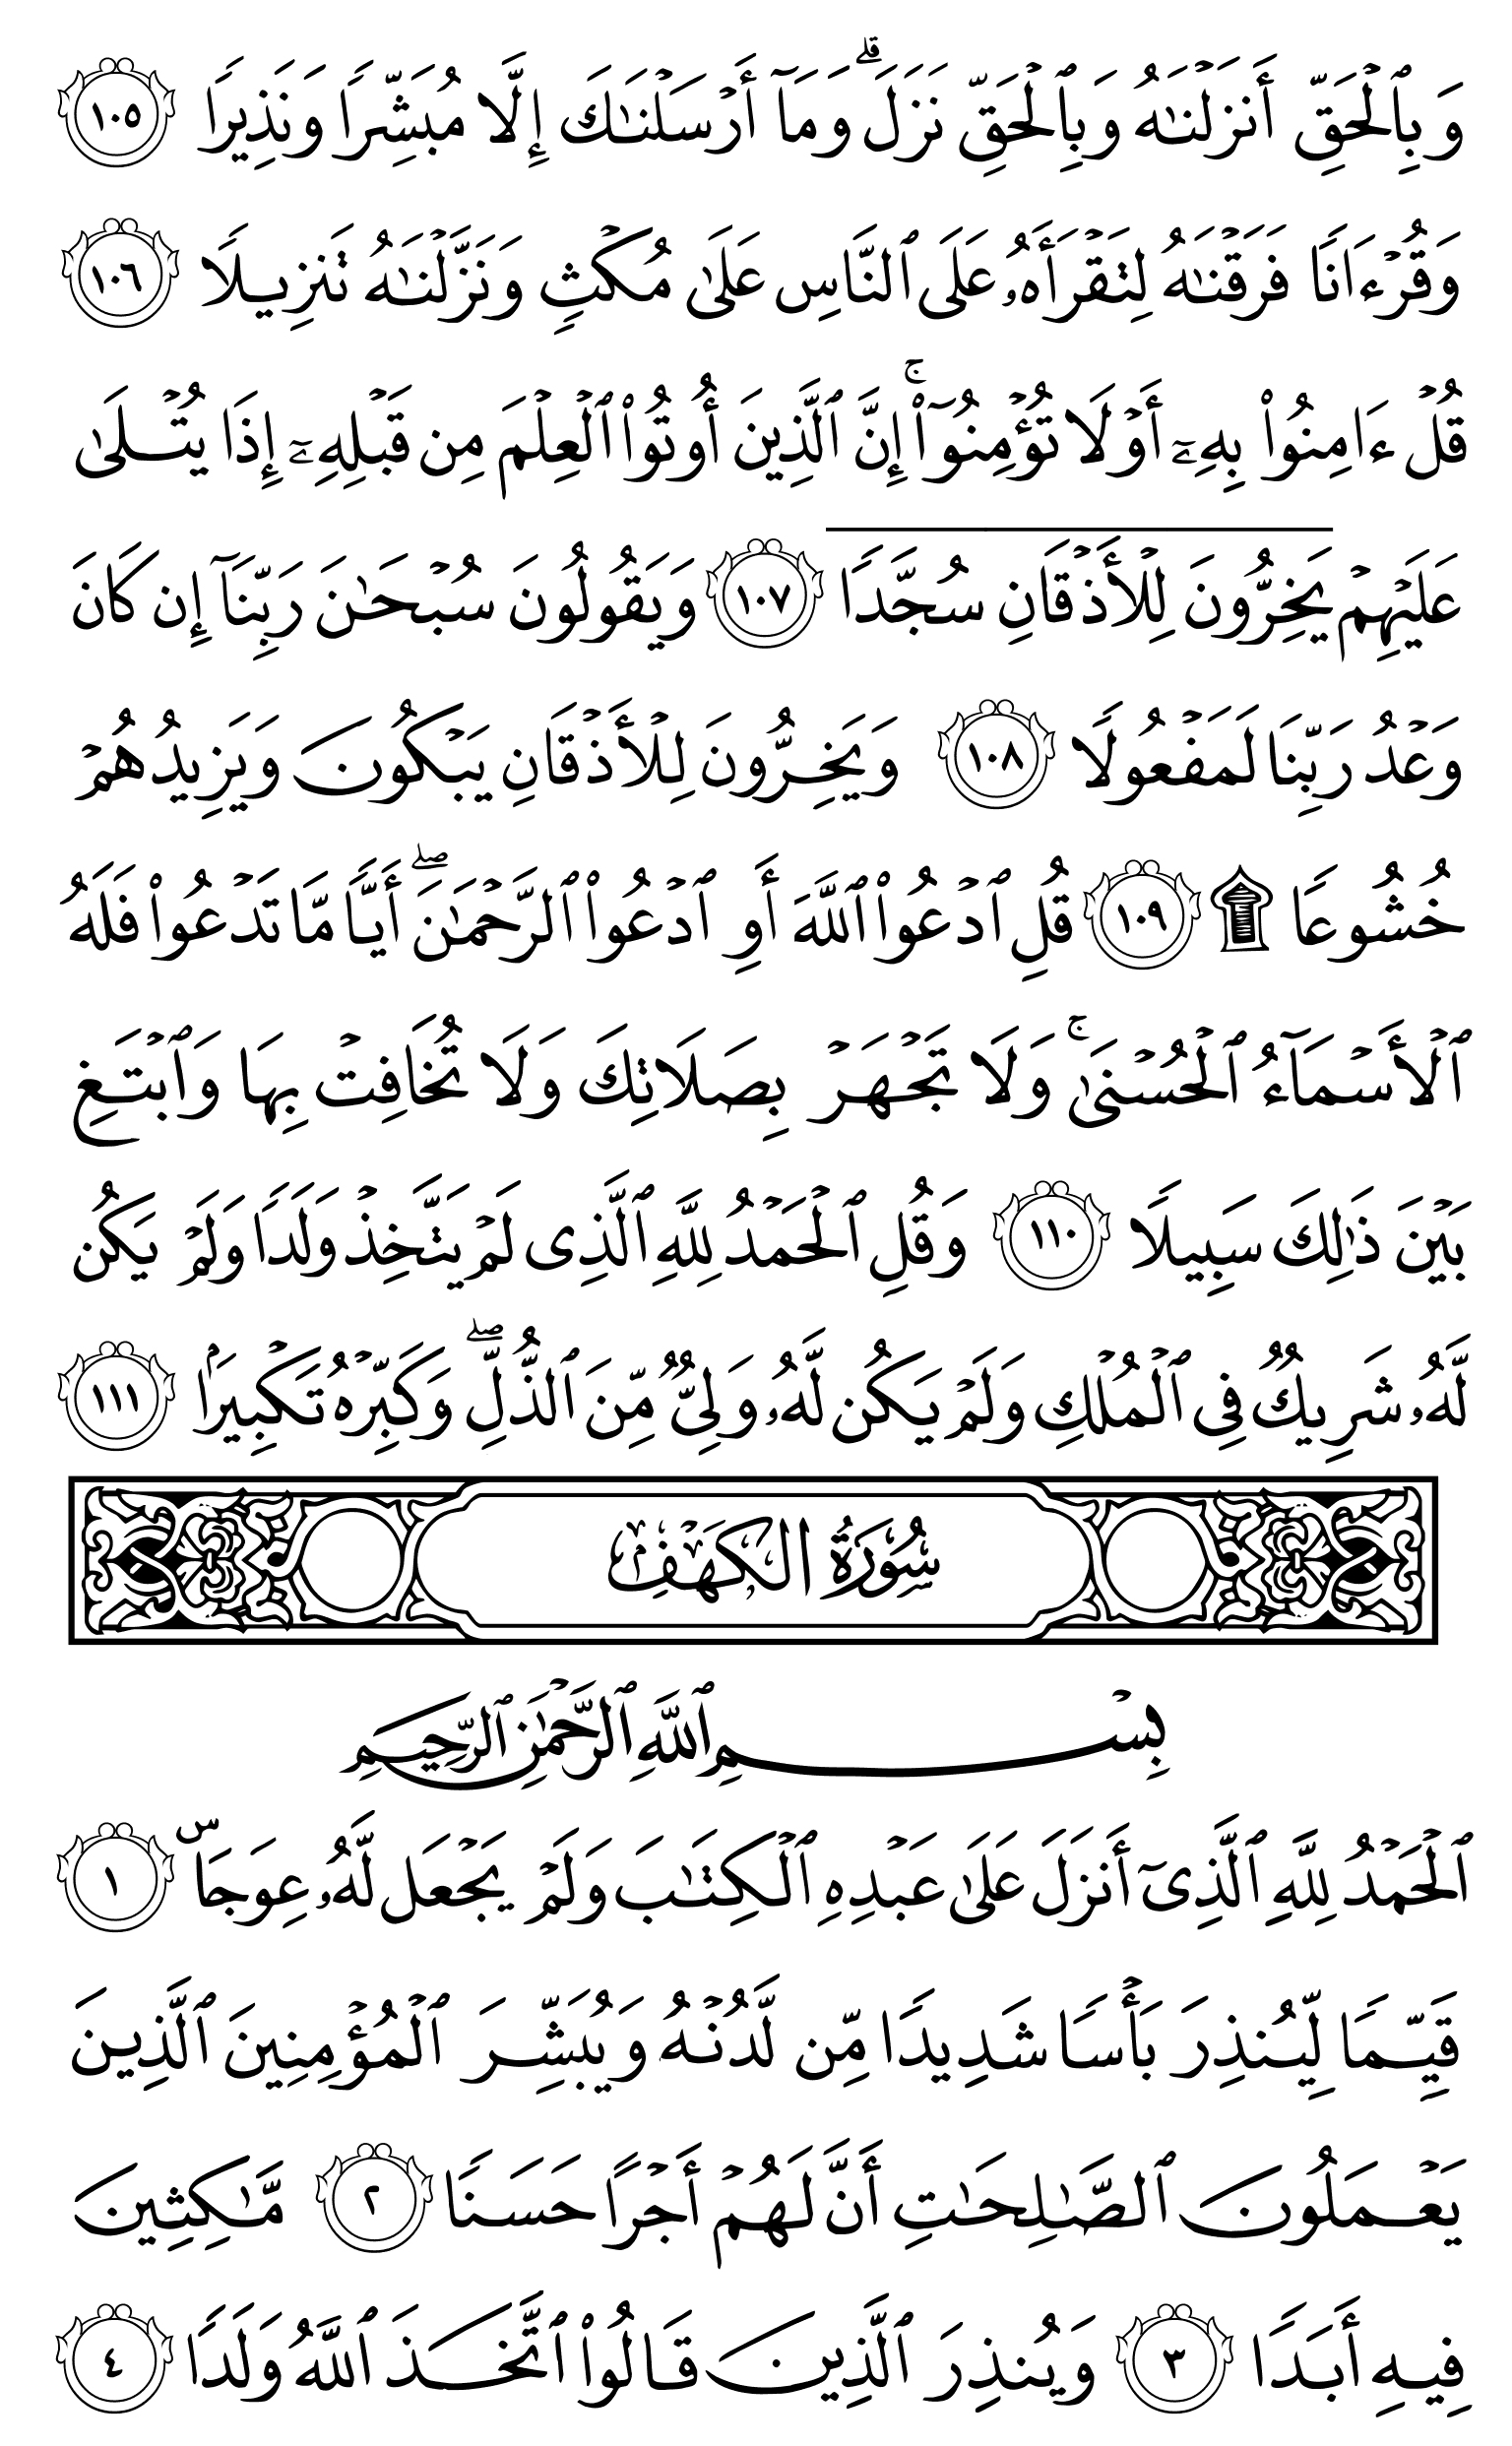 وَبِٱلْحَقِّ أَنزَلْنَـٰهُ وَبِٱلْحَقِّ نَزَلَ ۗ وَمَآ أَرْسَلْنَـٰكَ إِلَّا مُبَشِّرًا وَنَذِيرًا ١٠٥
وَقُرْءَانًا فَرَقْنَـٰهُ لِتَقْرَأَهُۥ عَلَى ٱلنَّاسِ عَلَىٰ مُكْثٍ وَنَزَّلْنَـٰهُ تَنزِيلًا ١٠٦
قُلْ ءَامِنُوا۟ بِهِۦٓ أَوْ لَا تُؤْمِنُوٓا۟ ۚ إِنَّ ٱلَّذِينَ أُوتُوا۟ ٱلْعِلْمَ مِن قَبْلِهِۦٓ إِذَا يُتْلَىٰ
عَلَيْهِمْ يَخِرُّونَ لِلْأَذْقَانِ سُجَّدًا ١٠٧ وَيَقُولُونَ سُبْحَـٰنَ رَبِّنَآ إِن كَانَ
وَعْدُ رَبِّنَا لَمَفْعُولًا ١٠٨ وَيَخِرُّونَ لِلْأَذْقَانِ يَبْكُونَ وَيَزِيدُهُمْ
خُشُوعًا ۩ ١٠٩ قُلِ ٱدْعُوا۟ ٱللَّهَ أَوِ ٱدْعُوا۟ ٱلرَّحْمَـٰنَ ۖ أَيًّا مَّا تَدْعُوا۟ فَلَهُ
ٱلْأَسْمَآءُ ٱلْحُسْنَىٰ ۚ وَلَا تَجْهَرْ بِصَلَاتِكَ وَلَا تُخَافِتْ بِهَا وَٱبْتَغِ
بَيْنَ ذَٰلِكَ سَبِيلًا ١١٠ وَقُلِ ٱلْحَمْدُ لِلَّهِ ٱلَّذِى لَمْ يَتَّخِذْ وَلَدًا وَلَمْ يَكُن
لَّهُۥ شَرِيكٌ فِى ٱلْمُلْكِ وَلَمْ يَكُن لَّهُۥ وَلِىٌّ مِّنَ ٱلذُّلِّ ۖ وَكَبِّرْهُ تَكْبِيرًۢا ١١١
سُورَةُ الكَهْفِ
بِسْمِ ٱللَّهِ ٱلرَّحْمَـٰنِ ٱلرَّحِيمِ
ٱلْحَمْدُ لِلَّهِ ٱلَّذِىٓ أَنزَلَ عَلَىٰ عَبْدِهِ ٱلْكِتَـٰبَ وَلَمْ يَجْعَل لَّهُۥ عِوَجَا ۜ ١
قَيِّمًا لِّيُنذِرَ بَأْسًا شَدِيدًا مِّن لَّدُنْهُ وَيُبَشِّرَ ٱلْمُؤْمِنِينَ ٱلَّذِينَ
يَعْمَلُونَ ٱلصَّـٰلِحَـٰتِ أَنَّ لَهُمْ أَجْرًا حَسَنًا ٢ مَّـٰكِثِينَ
فِيهِ أَبَدًا ٣ وَيُنذِرَ ٱلَّذِينَ قَالُوا۟ ٱتَّخَذَ ٱللَّهُ وَلَدًا ٤